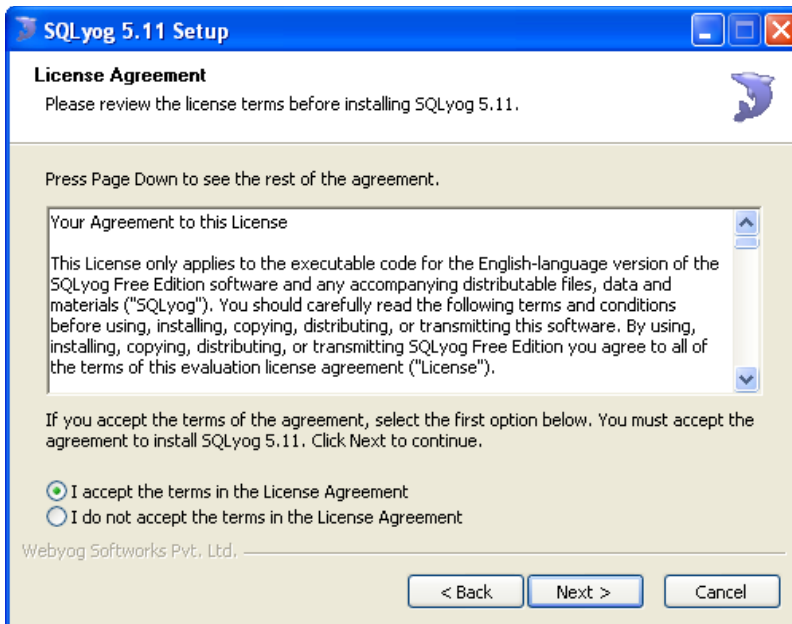 SQLyog 5.11 Setup
License Agreement
Please review the license terms before installing SQLyog 5.11.
Press Page Down to see the rest of the agreement.
Your Agreement to this License
This License only applies to the executable code for the English-language version of the
SQLyog Free Edition software and any accompanying distributable files, data and
materials ("SQLyog"). You should carefully read the following terms and conditions
before using, installing, copying, distributing, or transmitting this software. By using,
installing, copying, distributing, or transmitting SQLyog Free Edition you agree to all of
the terms of this evaluation license agreement ("License").
If you accept the terms of the agreement, select the first option below. You must accept the
agreement to install SQLyog 5.11. Click Next to continue.
I accept the terms in the License Agreement
I do not accept the terms in the License Agreement
Webyog Softworks Pvt. Ltd.
< Back Next > Cancel